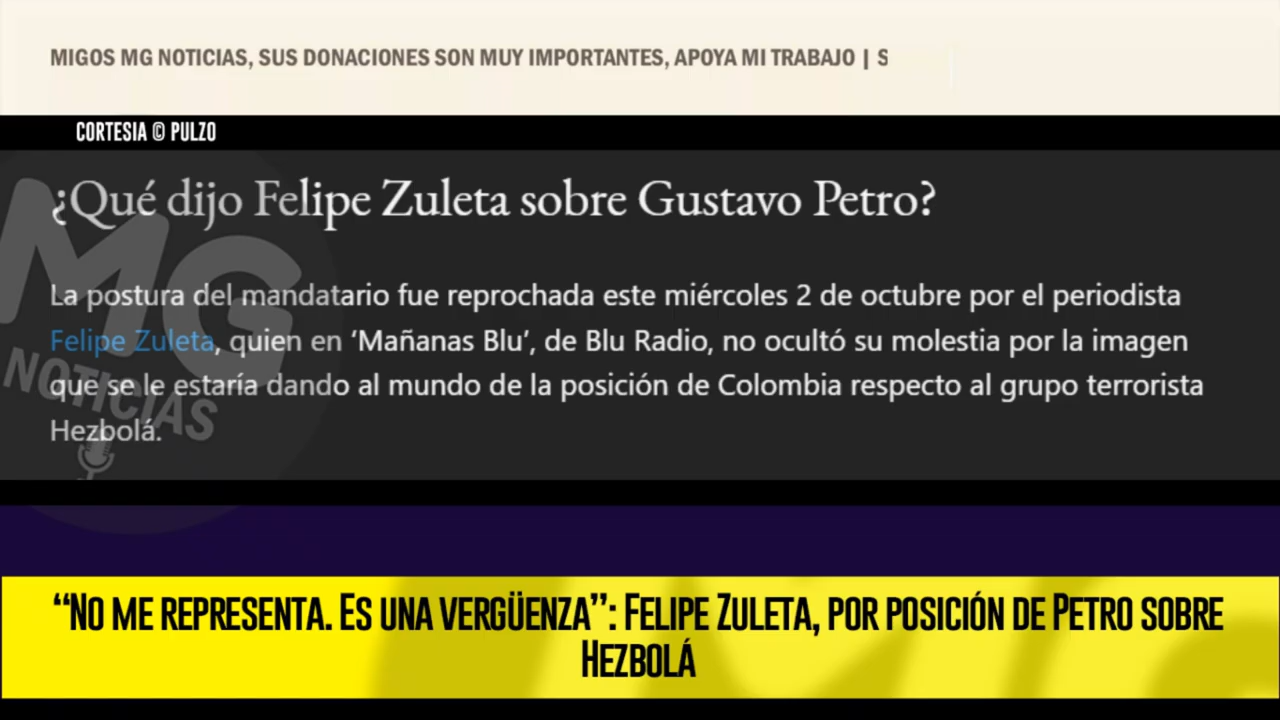 MIGOS MG NOTICIAS, SUS DONACIONES SON MUY IMPORTANTES, APOYA MI TRABAJO | S
CORTESIA © PULZO
¿Qué dijo Felipe Zuleta sobre Gustavo Petro?
La postura del mandatario fue reprochada este miércoles 2 de octubre por el periodista
Felipe Zuleta, quien en ‘Mañanas Blu’, de Blu Radio, no ocultó su molestia por la imagen
que se le estaría dando al mundo de la posición de Colombia respecto al grupo terrorista
Hezbolá.
MG
NOTICIAS
“NO ME REPRESENTA. ES UNA VERGÜENZA”: FELIPE ZULETA, POR POSICIÓN DE PETRO SOBRE
HEZBOLÁ